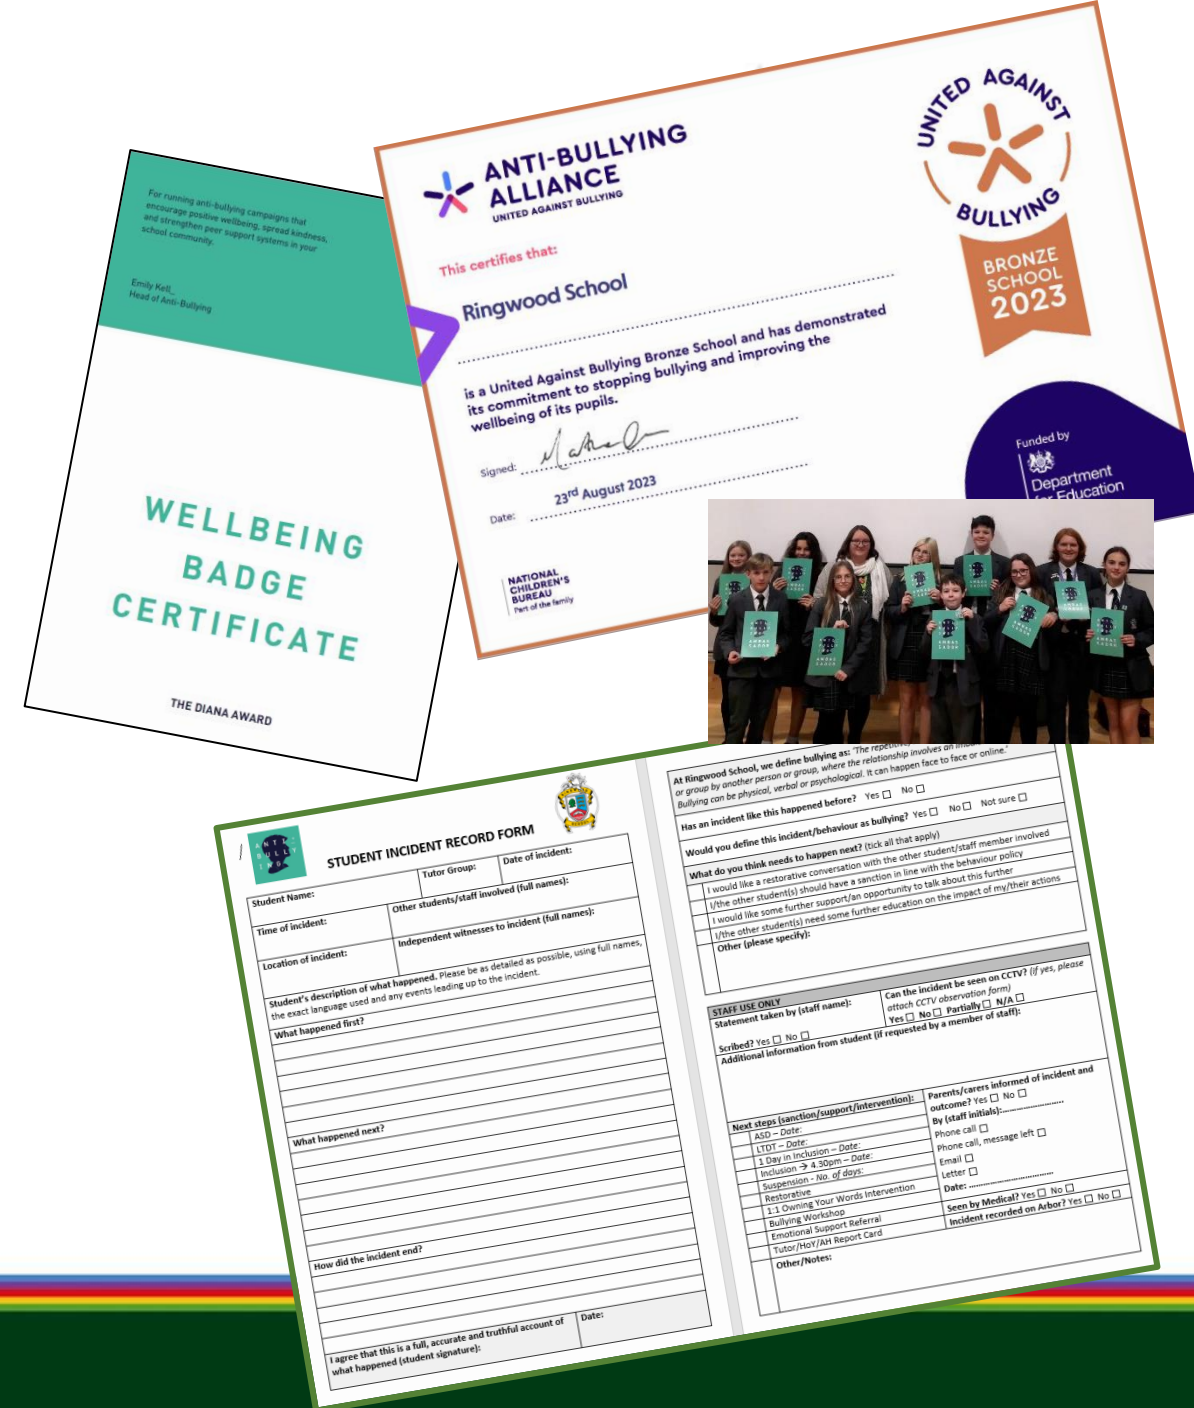 For running anti-bullying campaigns that
encourage positive wellbeing, spread kindness,
and strengthen peer support systems in your
school community.
Emily Kell_
Head of Anti-Bullying
WELLBEING
BADGE
CERTIFICATE
THE DIANA AWARD
ANTI-BULLYING
ALLIANCE
UNITED AGAINST BULLYING
This certifies that:
Ringwood School
is a United Against Bullying Bronze School and has demonstrated
its commitment to stopping bullying and improving the
wellbeing of its pupils.
Signed:
23rd August 2023
Date:
NATIONAL
CHILDREN'S
BUREAU
Part of the family
UNITED AGAINST
BULLYING
BRONZE
SCHOOL
2023
Funded by
Department
for Education
ANTI-
BULLY
ING
STUDENT INCIDENT RECORD FORM
Student Name:
Tutor Group:
Date of incident:
Time of incident:
Other students/staff involved (full names):
Location of incident:
Independent witnesses to incident (full names):
Student's description of what happened. Please be as detailed as possible, using full names,
the exact language used and any events leading up to the incident.
What happened first?
What happened next?
How did the incident end?
I agree that this is a full, accurate and truthful account of
what happened (student signature):
Date:
At Ringwood School, we define bullying as: 'The repetitive,
or group by another person or group, where the relationship involves an
Bullying can be physical, verbal or psychological. It can happen face to face or online.'
Has an incident like this happened before? Yes ☐ No ☐
Would you define this incident/behaviour as bullying? Yes ☐ No ☐ Not sure ☐
What do you think needs to happen next? (tick all that apply)
I would like a restorative conversation with the other student/staff member involved
I/the other student(s) should have a sanction in line with the behaviour policy
I would like some further support/an opportunity to talk about this further
I/the other student(s) need some further education on the impact of my/their actions
Other (please specify):
STAFF USE ONLY
Statement taken by (staff name):
Scribed? Yes ☐ No ☐
Can the incident be seen on CCTV? (if yes, please
attach CCTV observation form)
Yes ☐ No ☐ Partially ☐ N/A ☐
Additional information from student (if requested by a member of staff):
Next steps (sanction/support/intervention):
ASD – Date:
LTDT – Date:
1 Day in Inclusion – Date:
Inclusion → 4.30pm – Date:
Suspension - No. of days:
Restorative
1:1 Owning Your Words Intervention
Bullying Workshop
Emotional Support Referral
Tutor/HoY/AH Report Card
Other/Notes:
Parents/carers informed of incident and
outcome? Yes ☐ No ☐
By (staff initials):........................
Phone call ☐
Phone call, message left ☐
Email ☐
Letter ☐
Date: ................................
Seen by Medical? Yes ☐ No ☐
Incident recorded on Arbor? Yes ☐ No ☐